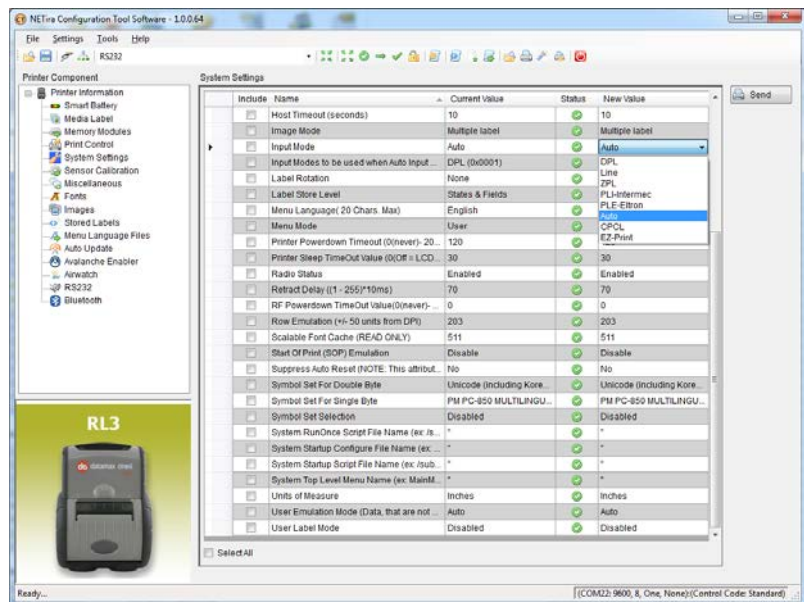 NETira Configuration Tool Software - 1.0.0.64
File Settings Tools Help
RS232
Printer Component
Printer Information
Smart Battery
Media Label
Memory Modules
Print Control
System Settings
Sensor Calibration
Miscellaneous
Fonts
Images
Stored Labels
Menu Language Files
Auto Update
Avalanche Enabler
Airwatch
RS232
Bluetooth
RL3
datamax oneil
System Settings
Include Name Current Value Status New Value
Host Timeout (seconds) 10 10
Image Mode Multiple label Multiple label
Input Mode Auto Auto
Input Modes to be used when Auto Input ... DPL (0x0001)
Label Rotation None
Label Store Level States & Fields
Menu Language( 20 Chars. Max) English
Menu Mode User
DPL
Line
ZPL
PLI-Intermec
PLE-Eltron
Auto
CPCL
EZ-Print
Printer Powerdown Timeout (0(never)- 20... 120
Printer Sleep TimeOut Value (0(Off = LCD... 30 30
Radio Status Enabled Enabled
Retract Delay ((1 - 255)*10ms) 70 70
RF Powerdown TimeOut Value(0(never)- ... 0 0
Row Emulation (+/- 50 units from DPI) 203 203
Scalable Font Cache (READ ONLY) 511 511
Start Of Print (SOP) Emulation Disable Disable
Suppress Auto Reset (NOTE: This attribut... No No
Symbol Set For Double Byte Unicode (including Kore... Unicode (including Kore...
Symbol Set For Single Byte PM PC-850 MULTILINGU... PM PC-850 MULTILINGU...
Symbol Set Selection Disabled Disabled
System RunOnce Script File Name (ex: /s... * *
System Startup Configure File Name (ex: ... * *
System Startup Script File Name (ex: /sub... * *
System Top Level Menu Name (ex: MainM... * *
Units of Measure Inches Inches
User Emulation Mode (Data, that are not ... Auto Auto
User Label Mode Disabled Disabled
Select All
Send
Ready...
(COM22: 9600, 8, One, None):(Control Code: Standard)